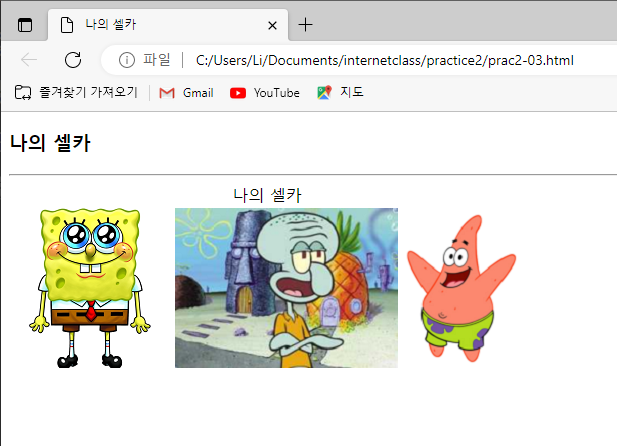 나의 셀카
파일 C:/Users/Li/Documents/internetclass/practice2/prac2-03.html
즐겨찾기 가져오기 Gmail YouTube 지도
나의 셀카
나의 셀카